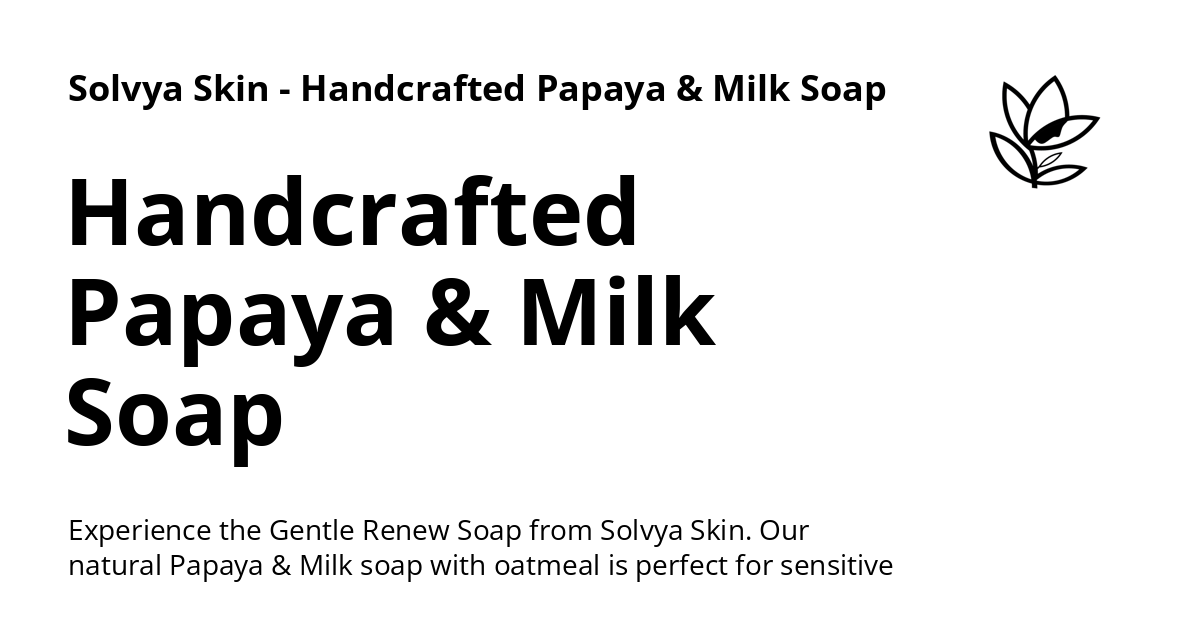 Solvya Skin - Handcrafted Papaya & Milk Soap
Handcrafted
Papaya & Milk
Soap
Experience the Gentle Renew Soap from Solvya Skin. Our
natural Papaya & Milk soap with oatmeal is perfect for sensitive